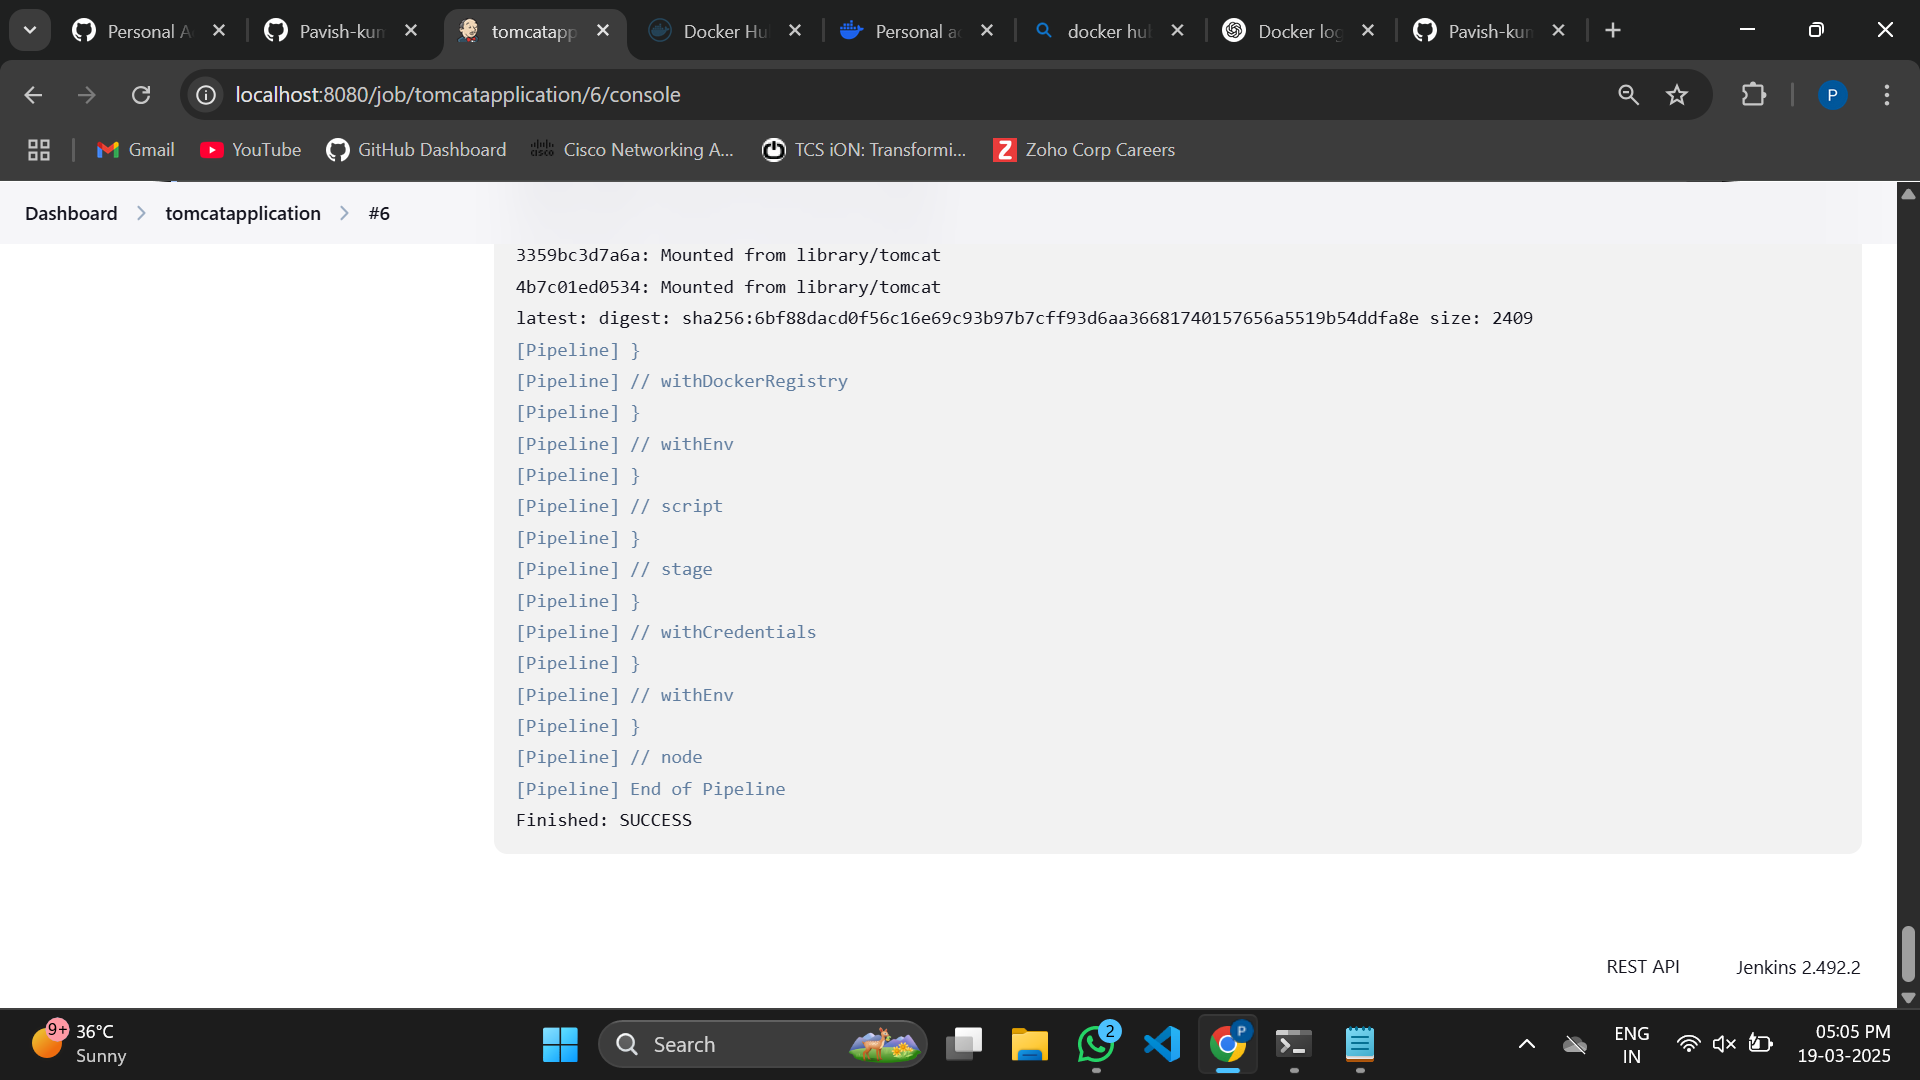 Personal A
Pavish-kun
tomcatapp
Docker Hu
Personal ac
docker hu
Docker log
Pavish-kun
localhost:8080/job/tomcatapplication/6/console
P
Gmail
YouTube
GitHub Dashboard
Cisco Networking A...
TCS iON: Transformi...
Zoho Corp Careers
Dashboard
tomcatapplication
#6
3359bc3d7a6a: Mounted from library/tomcat
4b7c01ed0534: Mounted from library/tomcat
latest: digest: sha256:6bf88dacd0f56c16e69c93b97b7cff93d6aa36681740157656a5519b54ddfa8e size: 2409
[Pipeline] }
[Pipeline] // withDockerRegistry
[Pipeline] }
[Pipeline] // withEnv
[Pipeline] }
[Pipeline] // script
[Pipeline] }
[Pipeline] // stage
[Pipeline] }
[Pipeline] // withCredentials
[Pipeline] }
[Pipeline] // withEnv
[Pipeline] }
[Pipeline] // node
[Pipeline] End of Pipeline
Finished: SUCCESS
REST API
Jenkins 2.492.2
9+
36°C
Sunny
Search
2
P
ENG
IN
05:05 PM
19-03-2025